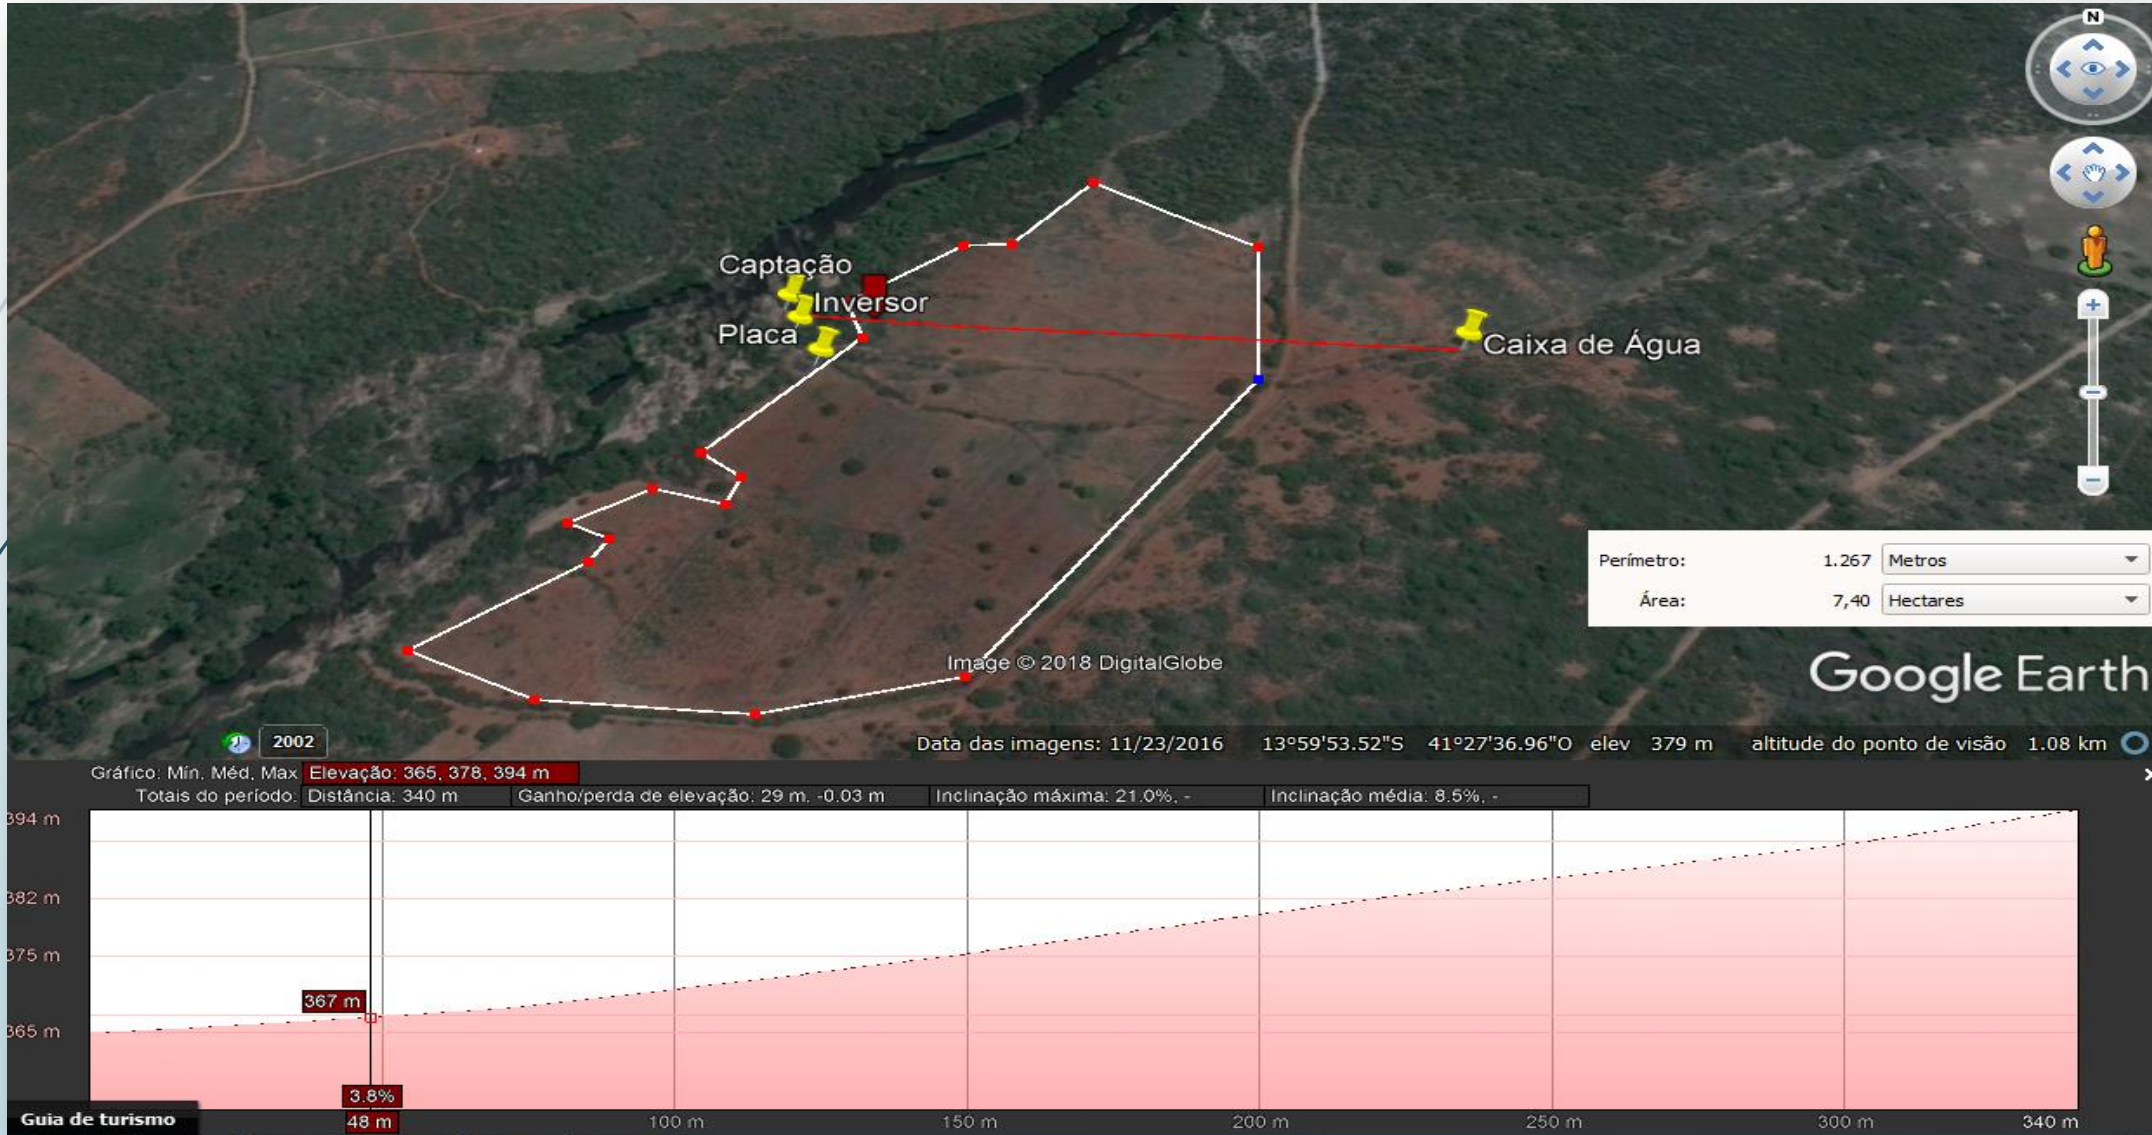 N
Captação
Inversor
Placa
Caixa de Água
Perímetro: 1.267 Metros
Área: 7,40 Hectares
Image © 2018 DigitalGlobe
Google Earth
2002
Data das imagens: 11/23/2016 13°59'53.52"S 41°27'36.96"O elev 379 m altitude do ponto de visão 1.08 km
Gráfico: Mín, Méd, Max Elevação: 365, 378, 394 m
Totais do período: Distância: 340 m Ganho/perda de elevação: 29 m, -0.03 m Inclinação máxima: 21.0%, - Inclinação média: 8.5%, -
394 m
382 m
375 m
367 m
365 m
3.8%
Guia de turismo 48 m 100 m 150 m 200 m 250 m 300 m 340 m